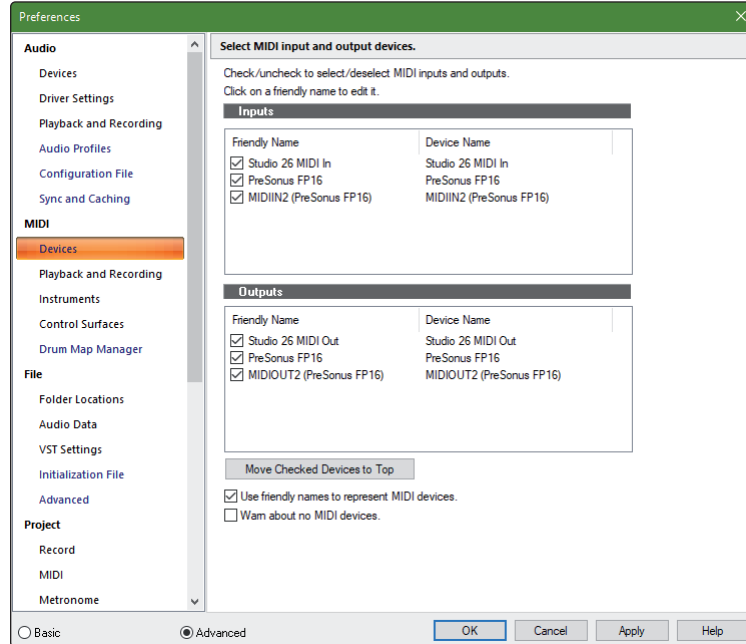 Preferences
Audio
Devices
Driver Settings
Playback and Recording
Audio Profiles
Configuration File
Sync and Caching
MIDI
Devices
Playback and Recording
Instruments
Control Surfaces
Drum Map Manager
File
Folder Locations
Audio Data
VST Settings
Initialization File
Advanced
Project
Record
MIDI
Metronome
Basic
Advanced
Select MIDI input and output devices.
Check/uncheck to select/deselect MIDI inputs and outputs.
Click on a friendly name to edit it.
Inputs
Friendly Name Device Name
Studio 26 MIDI In Studio 26 MIDI In
PreSonus FP16 PreSonus FP16
MIDIIN2 (PreSonus FP16) MIDIIN2 (PreSonus FP16)
Outputs
Friendly Name Device Name
Studio 26 MIDI Out Studio 26 MIDI Out
PreSonus FP16 PreSonus FP16
MIDIOUT2 (PreSonus FP16) MIDIOUT2 (PreSonus FP16)
Move Checked Devices to Top
Use friendly names to represent MIDI devices.
Warn about no MIDI devices.
OK Cancel Apply Help